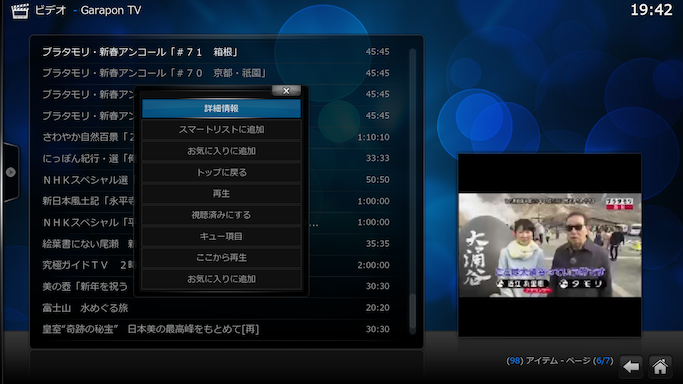 ビデオ - Garapon TV
19:42
ブラタモリ・新春アンコール「＃７１　箱根」 45:45
ブラタモリ・新春アンコール「＃７０　京都・祇園」 45:45
ブラタモリ 45:45
ブラタモリ 45:45
さわやか自然百景「２ 1:10:10
にっぽん紀行・選「 33:33
ＮＨＫスペシャル選 50:50
新日本風土記「永平寺 1:00:00
ＮＨＫスペシャル「平 ... 1:00:00
絵葉書にない尾瀬　新 35:35
究極ガイドＴＶ　２時 2:00:00
美の壺「新年を祝う 30:30
富士山　水めぐる旅 20:20
皇室“奇跡の秘宝”　日本美の最高峰をもとめて[再] 30:30
詳細情報
スマートリストに追加
お気に入りに追加
トップに戻る
再生
視聴済みにする
キュー項目
ここから再生
お気に入りに追加
大涌谷
タモリ
(98) アイテム - ページ (6/7)